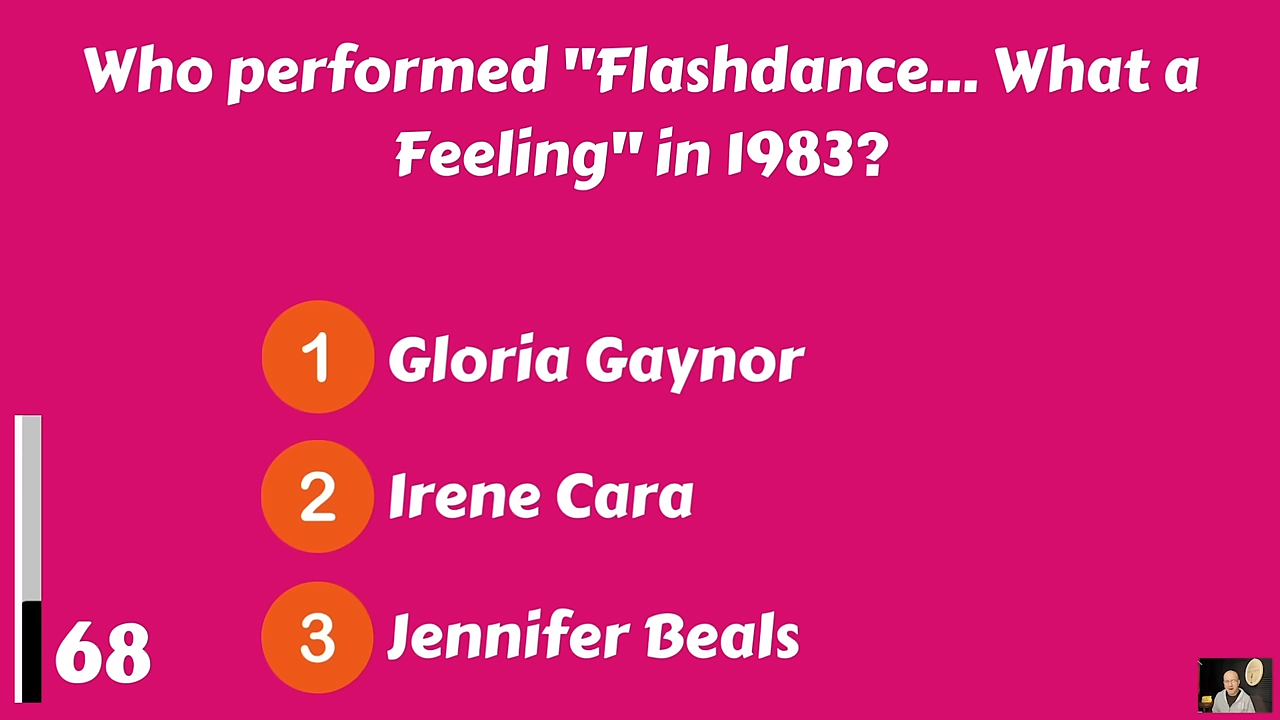 Who performed "Flashdance... What a
Feeling" in 1983?
1 Gloria Gaynor
2 Irene Cara
3 Jennifer Beals
68